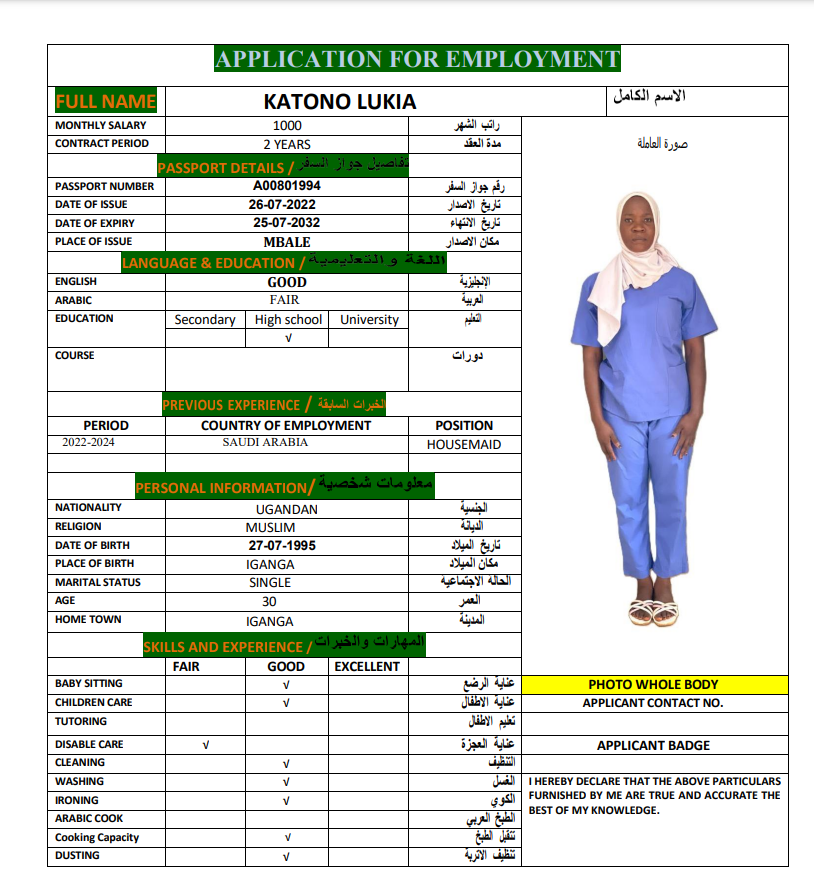 APPLICATION FOR EMPLOYMENT
FULL NAME KATONO LUKIA الاسم الكامل
MONTHLY SALARY 1000 راتب الشهر
CONTRACT PERIOD 2 YEARS مدة العقد
صورة العاملة
PASSPORT DETAILS / تفاصيل جواز السفر
PASSPORT NUMBER A00801994 رقم جواز السفر
DATE OF ISSUE 26-07-2022 تاريخ الاصدار
DATE OF EXPIRY 25-07-2032 تاريخ الانتهاء
PLACE OF ISSUE MBALE مكان الاصدار
LANGUAGE & EDUCATION / اللغة و التعليمية
ENGLISH GOOD الإنجليزية
ARABIC FAIR العربية
EDUCATION Secondary High school University التعليم
√
COURSE دورات
PREVIOUS EXPERIENCE / الخبرات السابقة
PERIOD COUNTRY OF EMPLOYMENT POSITION
2022-2024 SAUDI ARABIA HOUSEMAID
PERSONAL INFORMATION/ معلومات شخصية
NATIONALITY UGANDAN الجنسية
RELIGION MUSLIM الديانة
DATE OF BIRTH 27-07-1995 تاريخ الميلاد
PLACE OF BIRTH IGANGA مكان الميلاد
MARITAL STATUS SINGLE الحالة الاجتماعية
AGE 30 العمر
HOME TOWN IGANGA المدينة
SKILLS AND EXPERIENCE / المهارات والخبرات
FAIR GOOD EXCELLENT
BABY SITTING √ عناية الرضع
PHOTO WHOLE BODY
CHILDREN CARE √ عناية الاطفال
APPLICANT CONTACT NO.
TUTORING تعليم الاطفال
DISABLE CARE √ عناية العجزة
APPLICANT BADGE
CLEANING √ التنظيف
WASHING √ الغسل
IRONING √ الكوي
ARABIC COOK الطبخ العربي
Cooking Capacity √ تتقبل الطبخ
DUSTING √ تنظيف الاتربة
I HEREBY DECLARE THAT THE ABOVE PARTICULARS
FURNISHED BY ME ARE TRUE AND ACCURATE THE
BEST OF MY KNOWLEDGE.